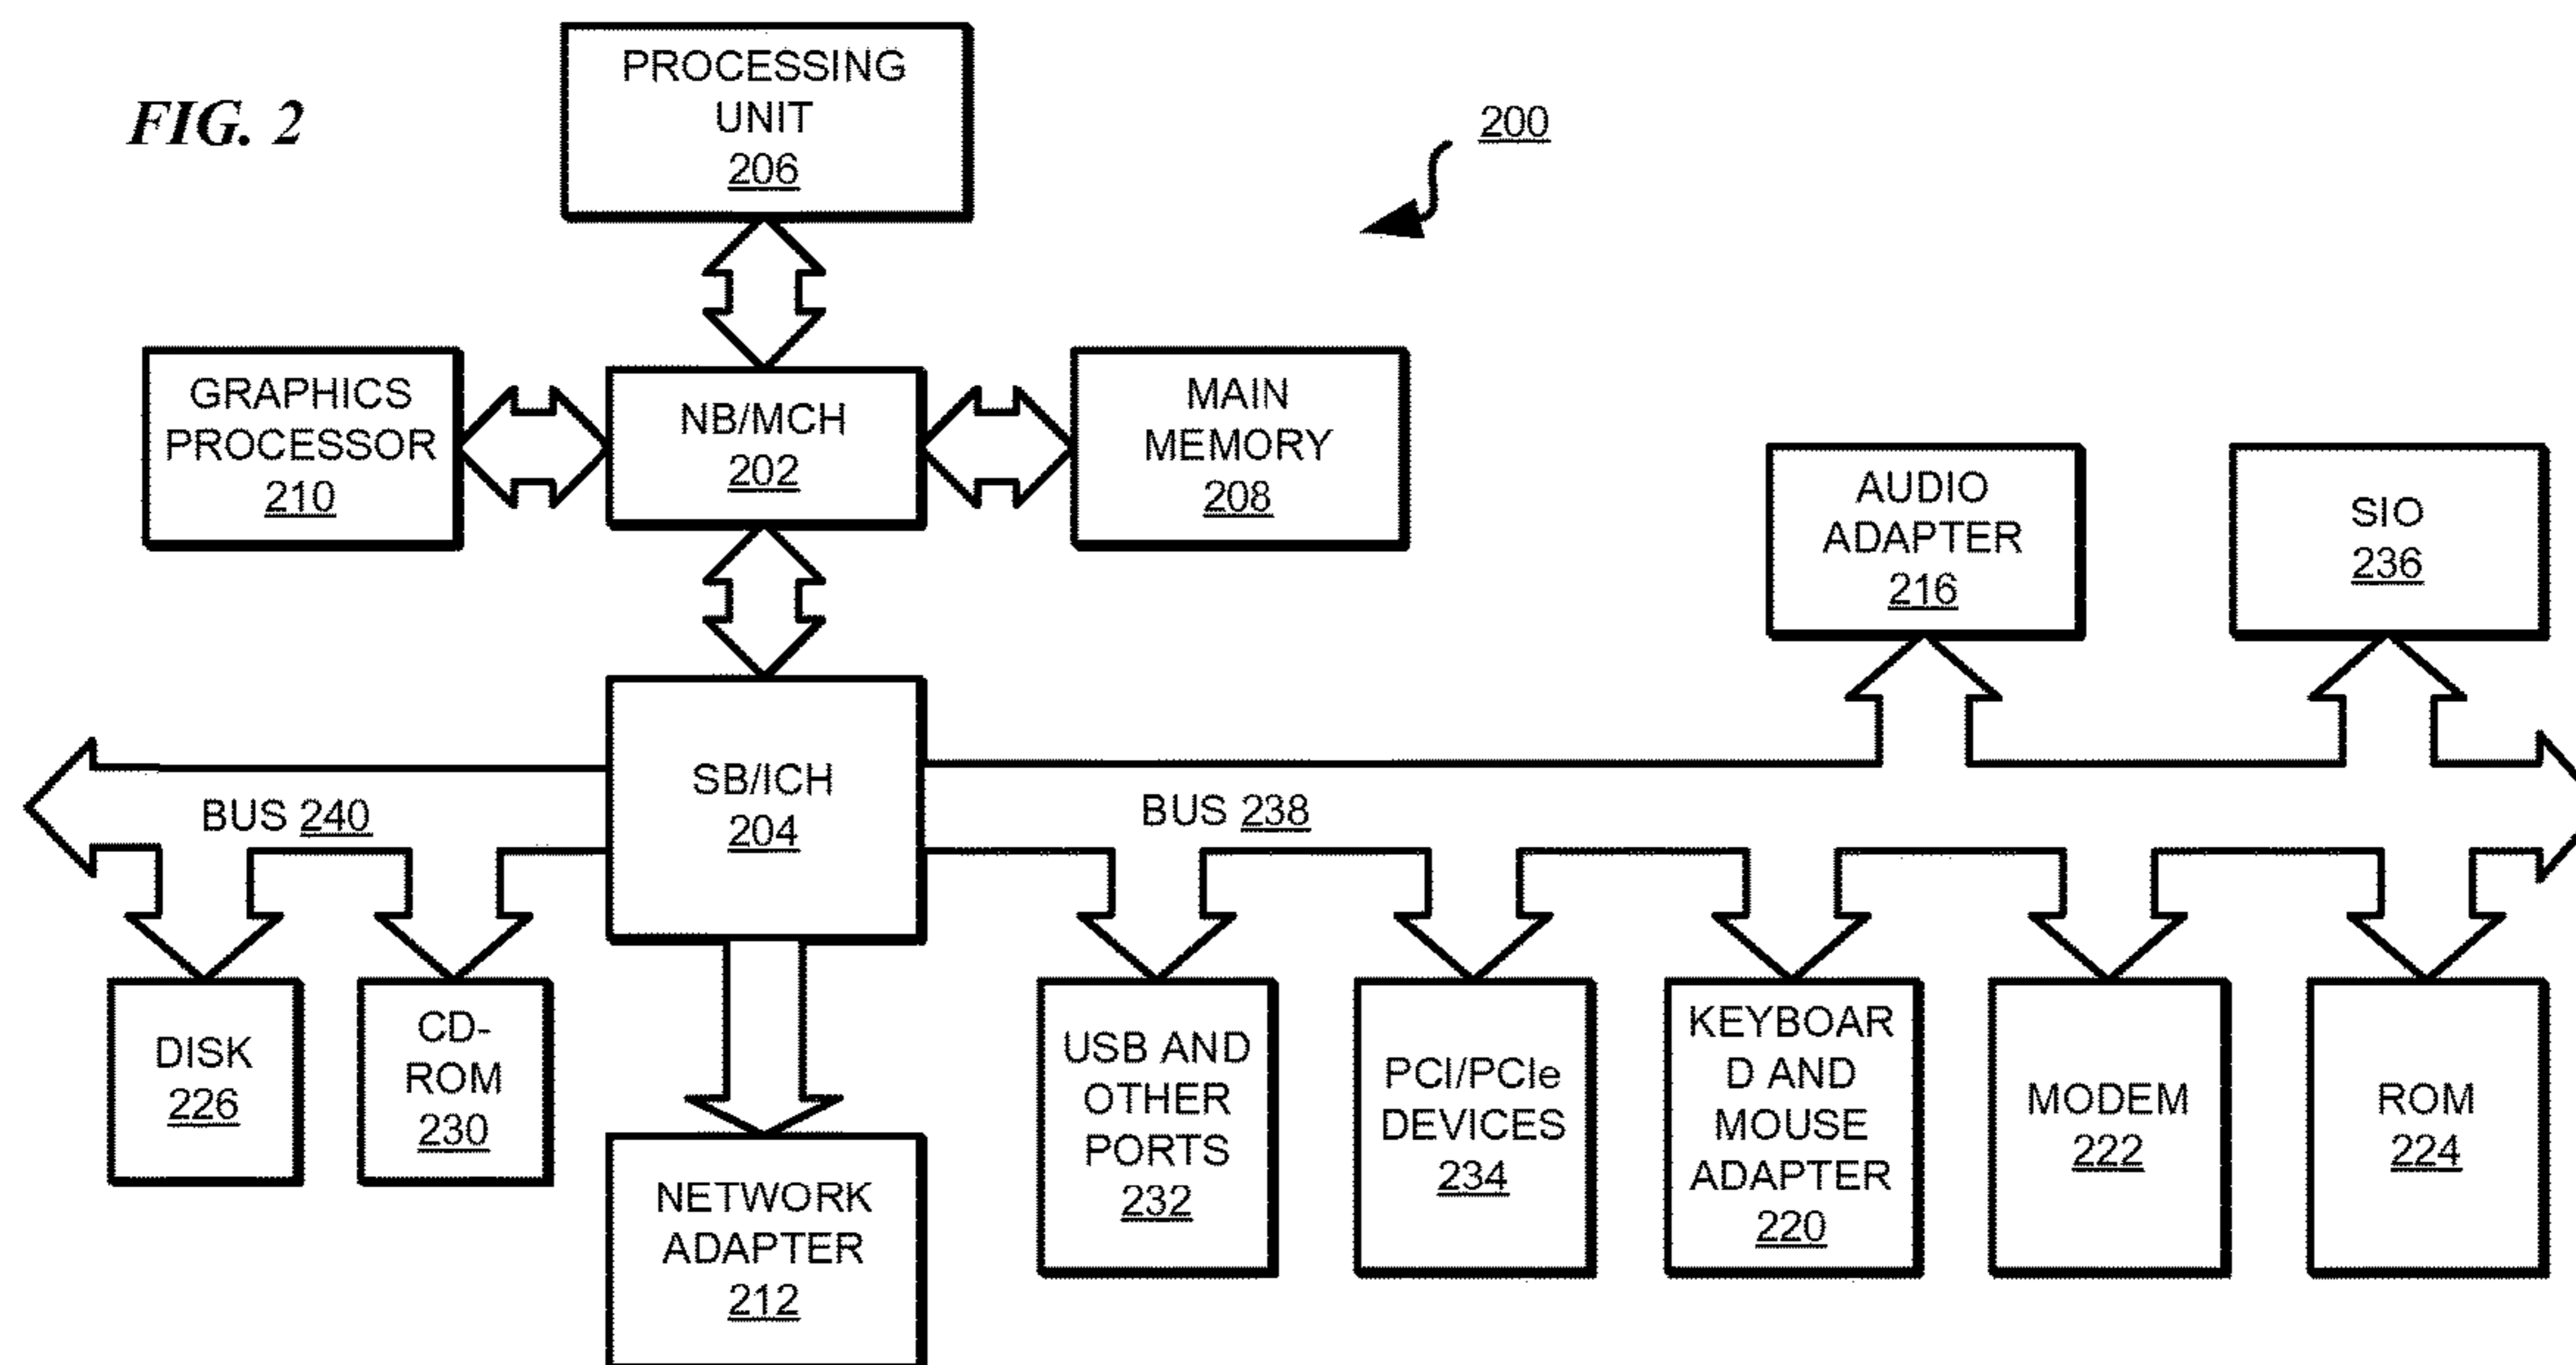 FIG. 2
PROCESSING
UNIT
206
200
GRAPHICS
PROCESSOR
210
NB/MCH
202
MAIN
MEMORY
208
AUDIO
ADAPTER
216
SIO
236
SB/ICH
204
BUS 240
BUS 238
DISK
226
CD-
ROM
230
NETWORK
ADAPTER
212
USB AND
OTHER
PORTS
232
PCI/PCIe
DEVICES
234
KEYBOAR
D AND
MOUSE
ADAPTER
220
MODEM
222
ROM
224